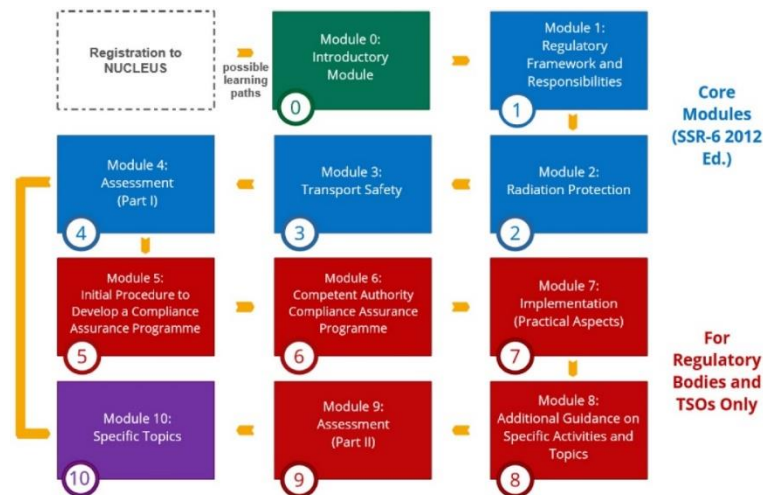 Registration to
NUCLEUS
possible
learning
paths
Module 0:
Introductory
Module
0
Module 1:
Regulatory
Framework and
Responsibilities
1
Core
Modules
(SSR-6 2012
Ed.)
Module 4:
Assessment
(Part I)
4
Module 3:
Transport Safety
3
Module 2:
Radiation Protection
2
Module 5:
Initial Procedure to
Develop a Compliance
Assurance Programme
5
Module 6:
Competent Authority
Compliance Assurance
Programme
6
Module 7:
Implementation
(Practical Aspects)
7
For
Regulatory
Bodies and
TSOs Only
Module 10:
Specific Topics
10
Module 9:
Assessment
(Part II)
9
Module 8:
Additional Guidance on
Specific Activities and
Topics
8